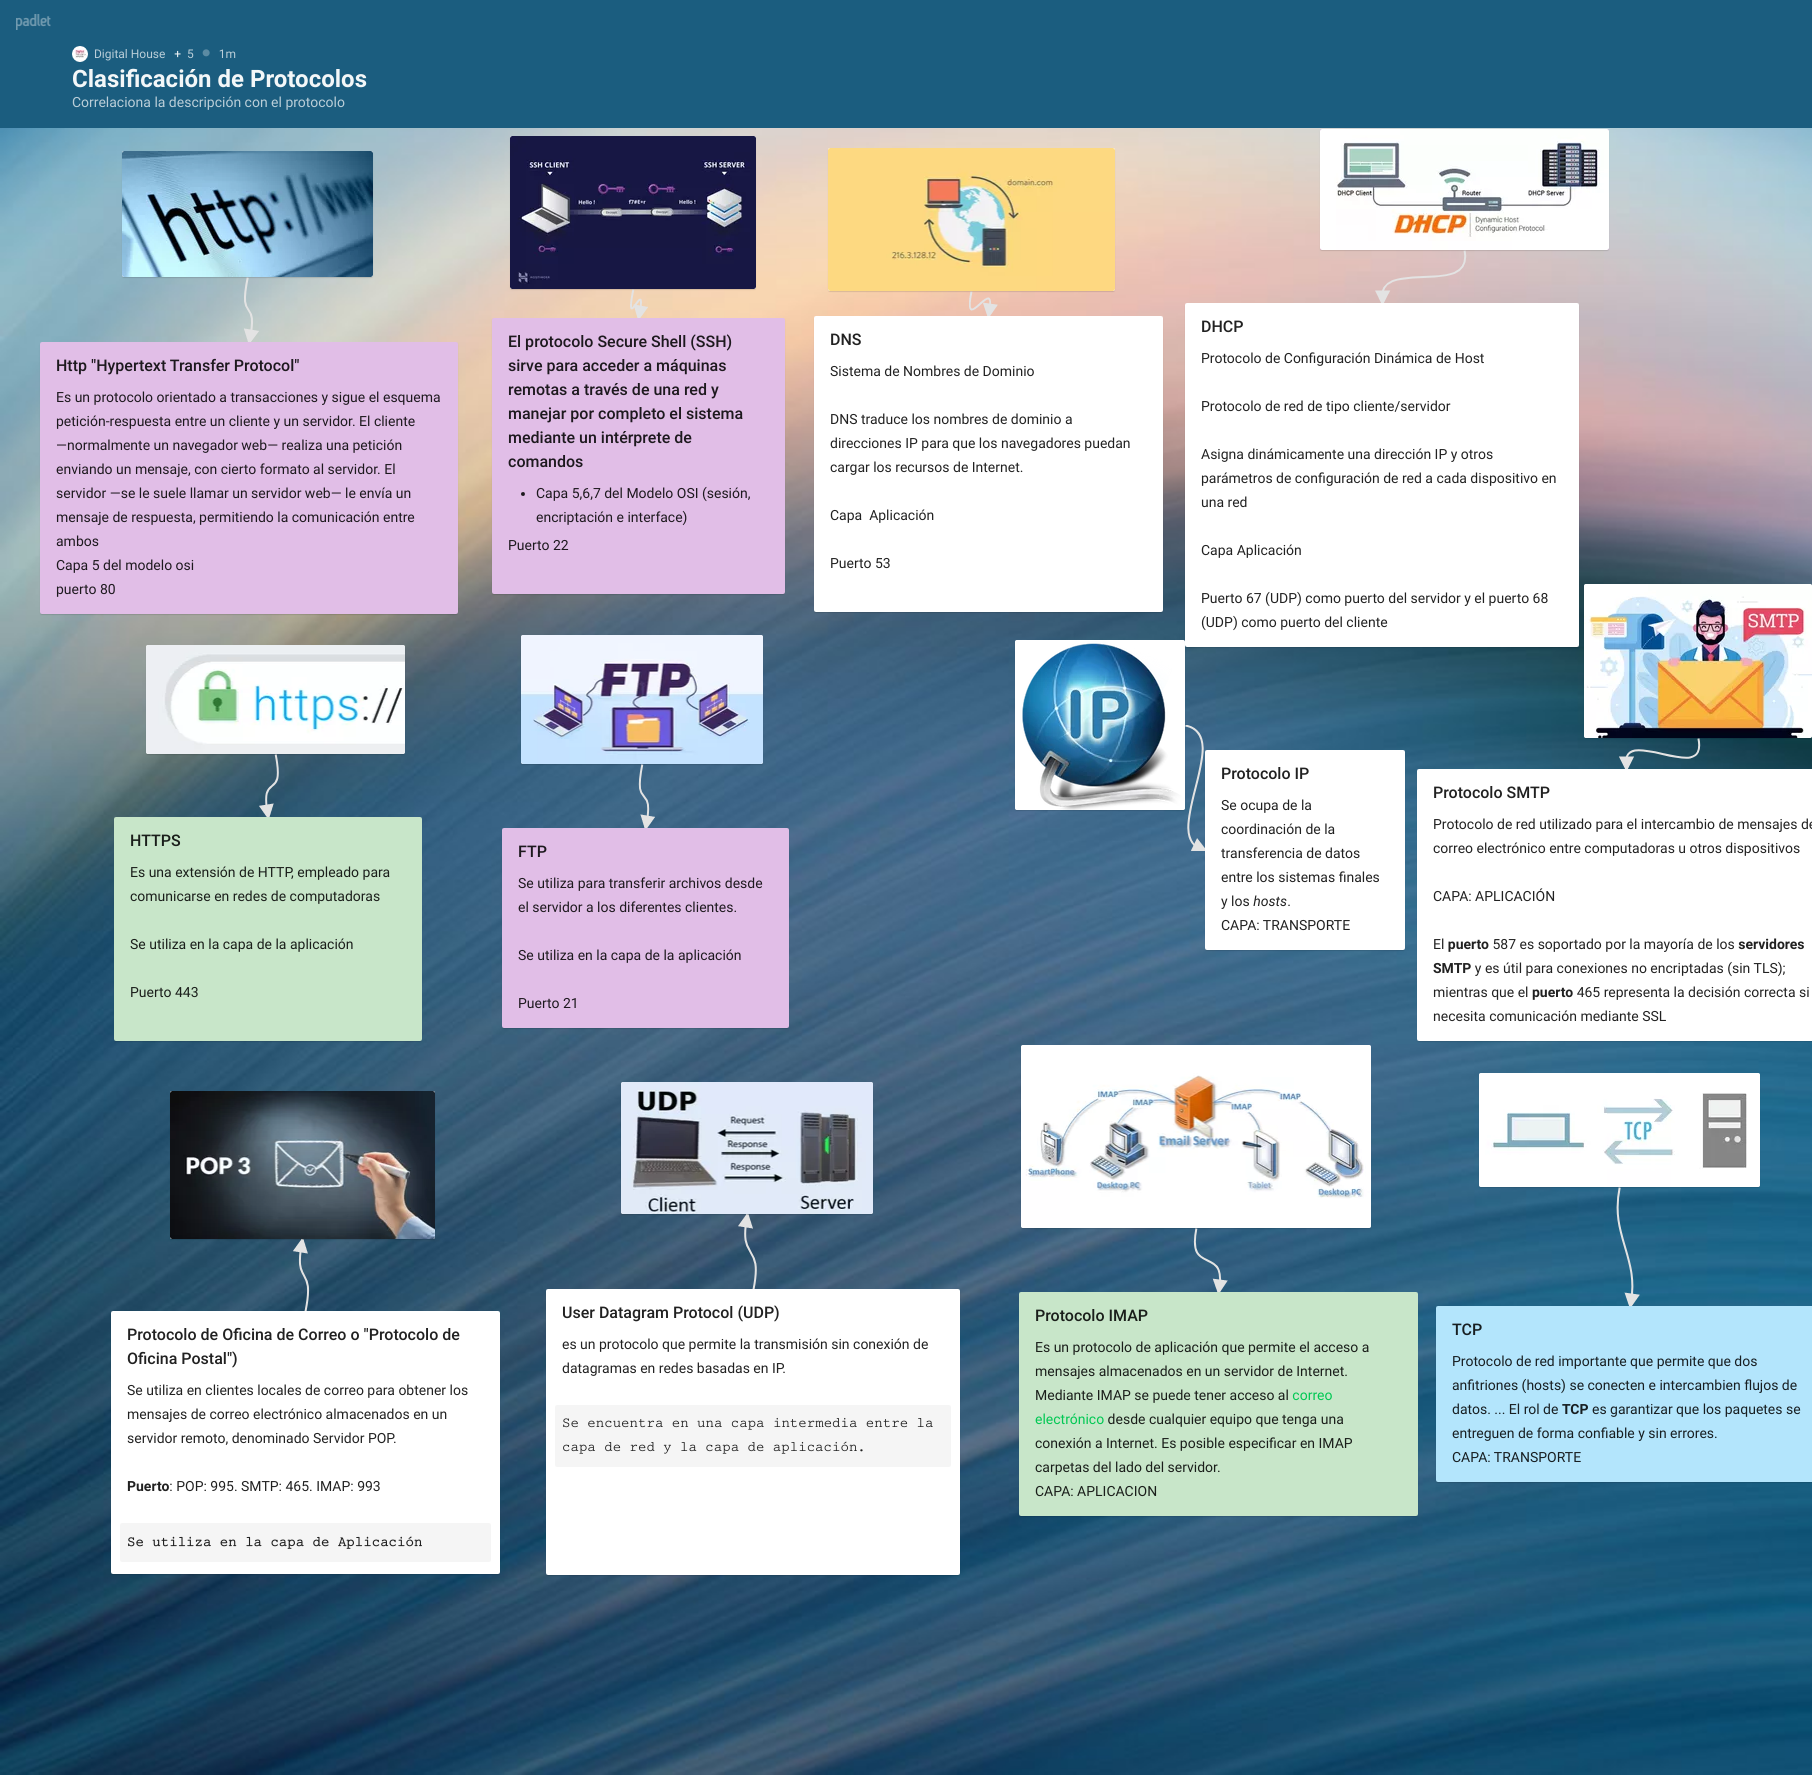 padlet
Digital House + 5 1m
Clasificación de Protocolos
Correlaciona la descripción con el protocolo
http://www
Http "Hypertext Transfer Protocol"
Es un protocolo orientado a transacciones y sigue el esquema
petición-respuesta entre un cliente y un servidor. El cliente
—normalmente un navegador web— realiza una petición
enviando un mensaje, con cierto formato al servidor. El
servidor —se le suele llamar un servidor web— le envía un
mensaje de respuesta, permitiendo la comunicación entre
ambos
Capa 5 del modelo osi
puerto 80
SSH CLIENT
SSH SERVER
Hello !
f7#E+r
Hello !
El protocolo Secure Shell (SSH)
sirve para acceder a máquinas
remotas a través de una red y
manejar por completo el sistema
mediante un intérprete de
comandos
• Capa 5,6,7 del Modelo OSI (sesión,
encriptación e interface)
Puerto 22
domain.com
216.3.128.12
DNS
Sistema de Nombres de Dominio
DNS traduce los nombres de dominio a
direcciones IP para que los navegadores puedan
cargar los recursos de Internet.
Capa  Aplicación
Puerto 53
DHCP Client
Router
DHCP Server
DHCP
Dynamic Host
Configuration Protocol
DHCP
Protocolo de Configuración Dinámica de Host
Protocolo de red de tipo cliente/servidor
Asigna dinámicamente una dirección IP y otros
parámetros de configuración de red a cada dispositivo en
una red
Capa Aplicación
Puerto 67 (UDP) como puerto del servidor y el puerto 68
(UDP) como puerto del cliente
https://
HTTPS
Es una extensión de HTTP, empleado para
comunicarse en redes de computadoras
Se utiliza en la capa de la aplicación
Puerto 443
FTP
FTP
Se utiliza para transferir archivos desde
el servidor a los diferentes clientes.
Se utiliza en la capa de la aplicación
Puerto 21
IP
Protocolo IP
Se ocupa de la
coordinación de la
transferencia de datos
entre los sistemas finales
y los hosts.
CAPA: TRANSPORTE
SMTP
Protocolo SMTP
Protocolo de red utilizado para el intercambio de mensajes de
correo electrónico entre computadoras u otros dispositivos
CAPA: APLICACIÓN
El puerto 587 es soportado por la mayoría de los servidores
SMTP y es útil para conexiones no encriptadas (sin TLS);
mientras que el puerto 465 representa la decisión correcta si
necesita comunicación mediante SSL
POP 3
Protocolo de Oficina de Correo o "Protocolo de
Oficina Postal")
Se utiliza en clientes locales de correo para obtener los
mensajes de correo electrónico almacenados en un
servidor remoto, denominado Servidor POP.
Puerto: POP: 995. SMTP: 465. IMAP: 993
Se utiliza en la capa de Aplicación
UDP
Request
Response
Response
Client
Server
User Datagram Protocol (UDP)
es un protocolo que permite la transmisión sin conexión de
datagramas en redes basadas en IP.
Se encuentra en una capa intermedia entre la
capa de red y la capa de aplicación.
IMAP
IMAP
IMAP
IMAP
Email Server
SmartPhone
Desktop PC
Tablet
Desktop PC
Protocolo IMAP
Es un protocolo de aplicación que permite el acceso a
mensajes almacenados en un servidor de Internet.
Mediante IMAP se puede tener acceso al correo
electrónico desde cualquier equipo que tenga una
conexión a Internet. Es posible especificar en IMAP
carpetas del lado del servidor.
CAPA: APLICACION
TCP
TCP
Protocolo de red importante que permite que dos
anfitriones (hosts) se conecten e intercambien flujos de
datos. ... El rol de TCP es garantizar que los paquetes se
entreguen de forma confiable y sin errores.
CAPA: TRANSPORTE